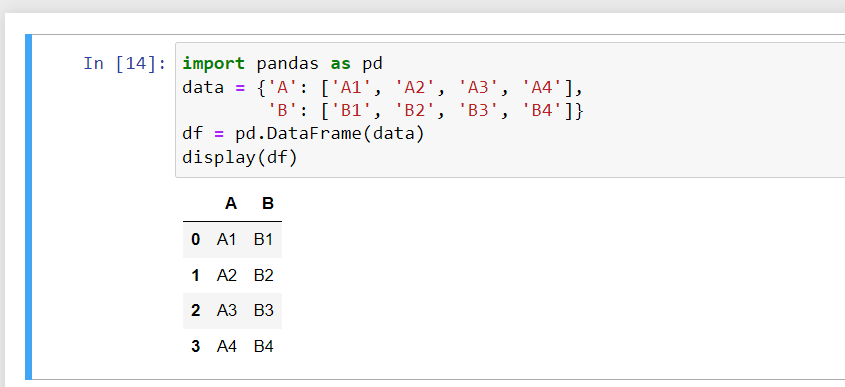 In [14]: import pandas as pd
data = {'A': ['A1', 'A2', 'A3', 'A4'],
        'B': ['B1', 'B2', 'B3', 'B4']}
df = pd.DataFrame(data)
display(df)
A B
0 A1 B1
1 A2 B2
2 A3 B3
3 A4 B4